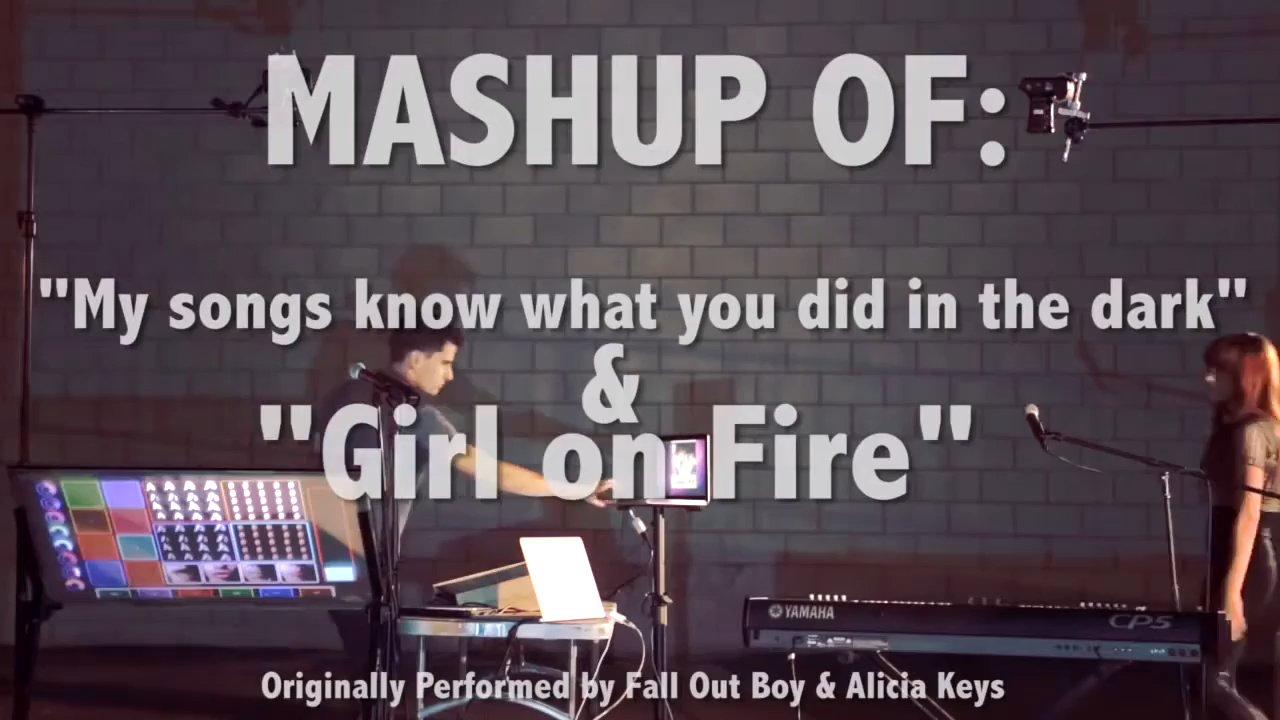 MASHUP OF:
"My songs know what you did in the dark"
&
"Girl on Fire"
YAMAHA
CP5
Originally Performed by Fall Out Boy & Alicia Keys